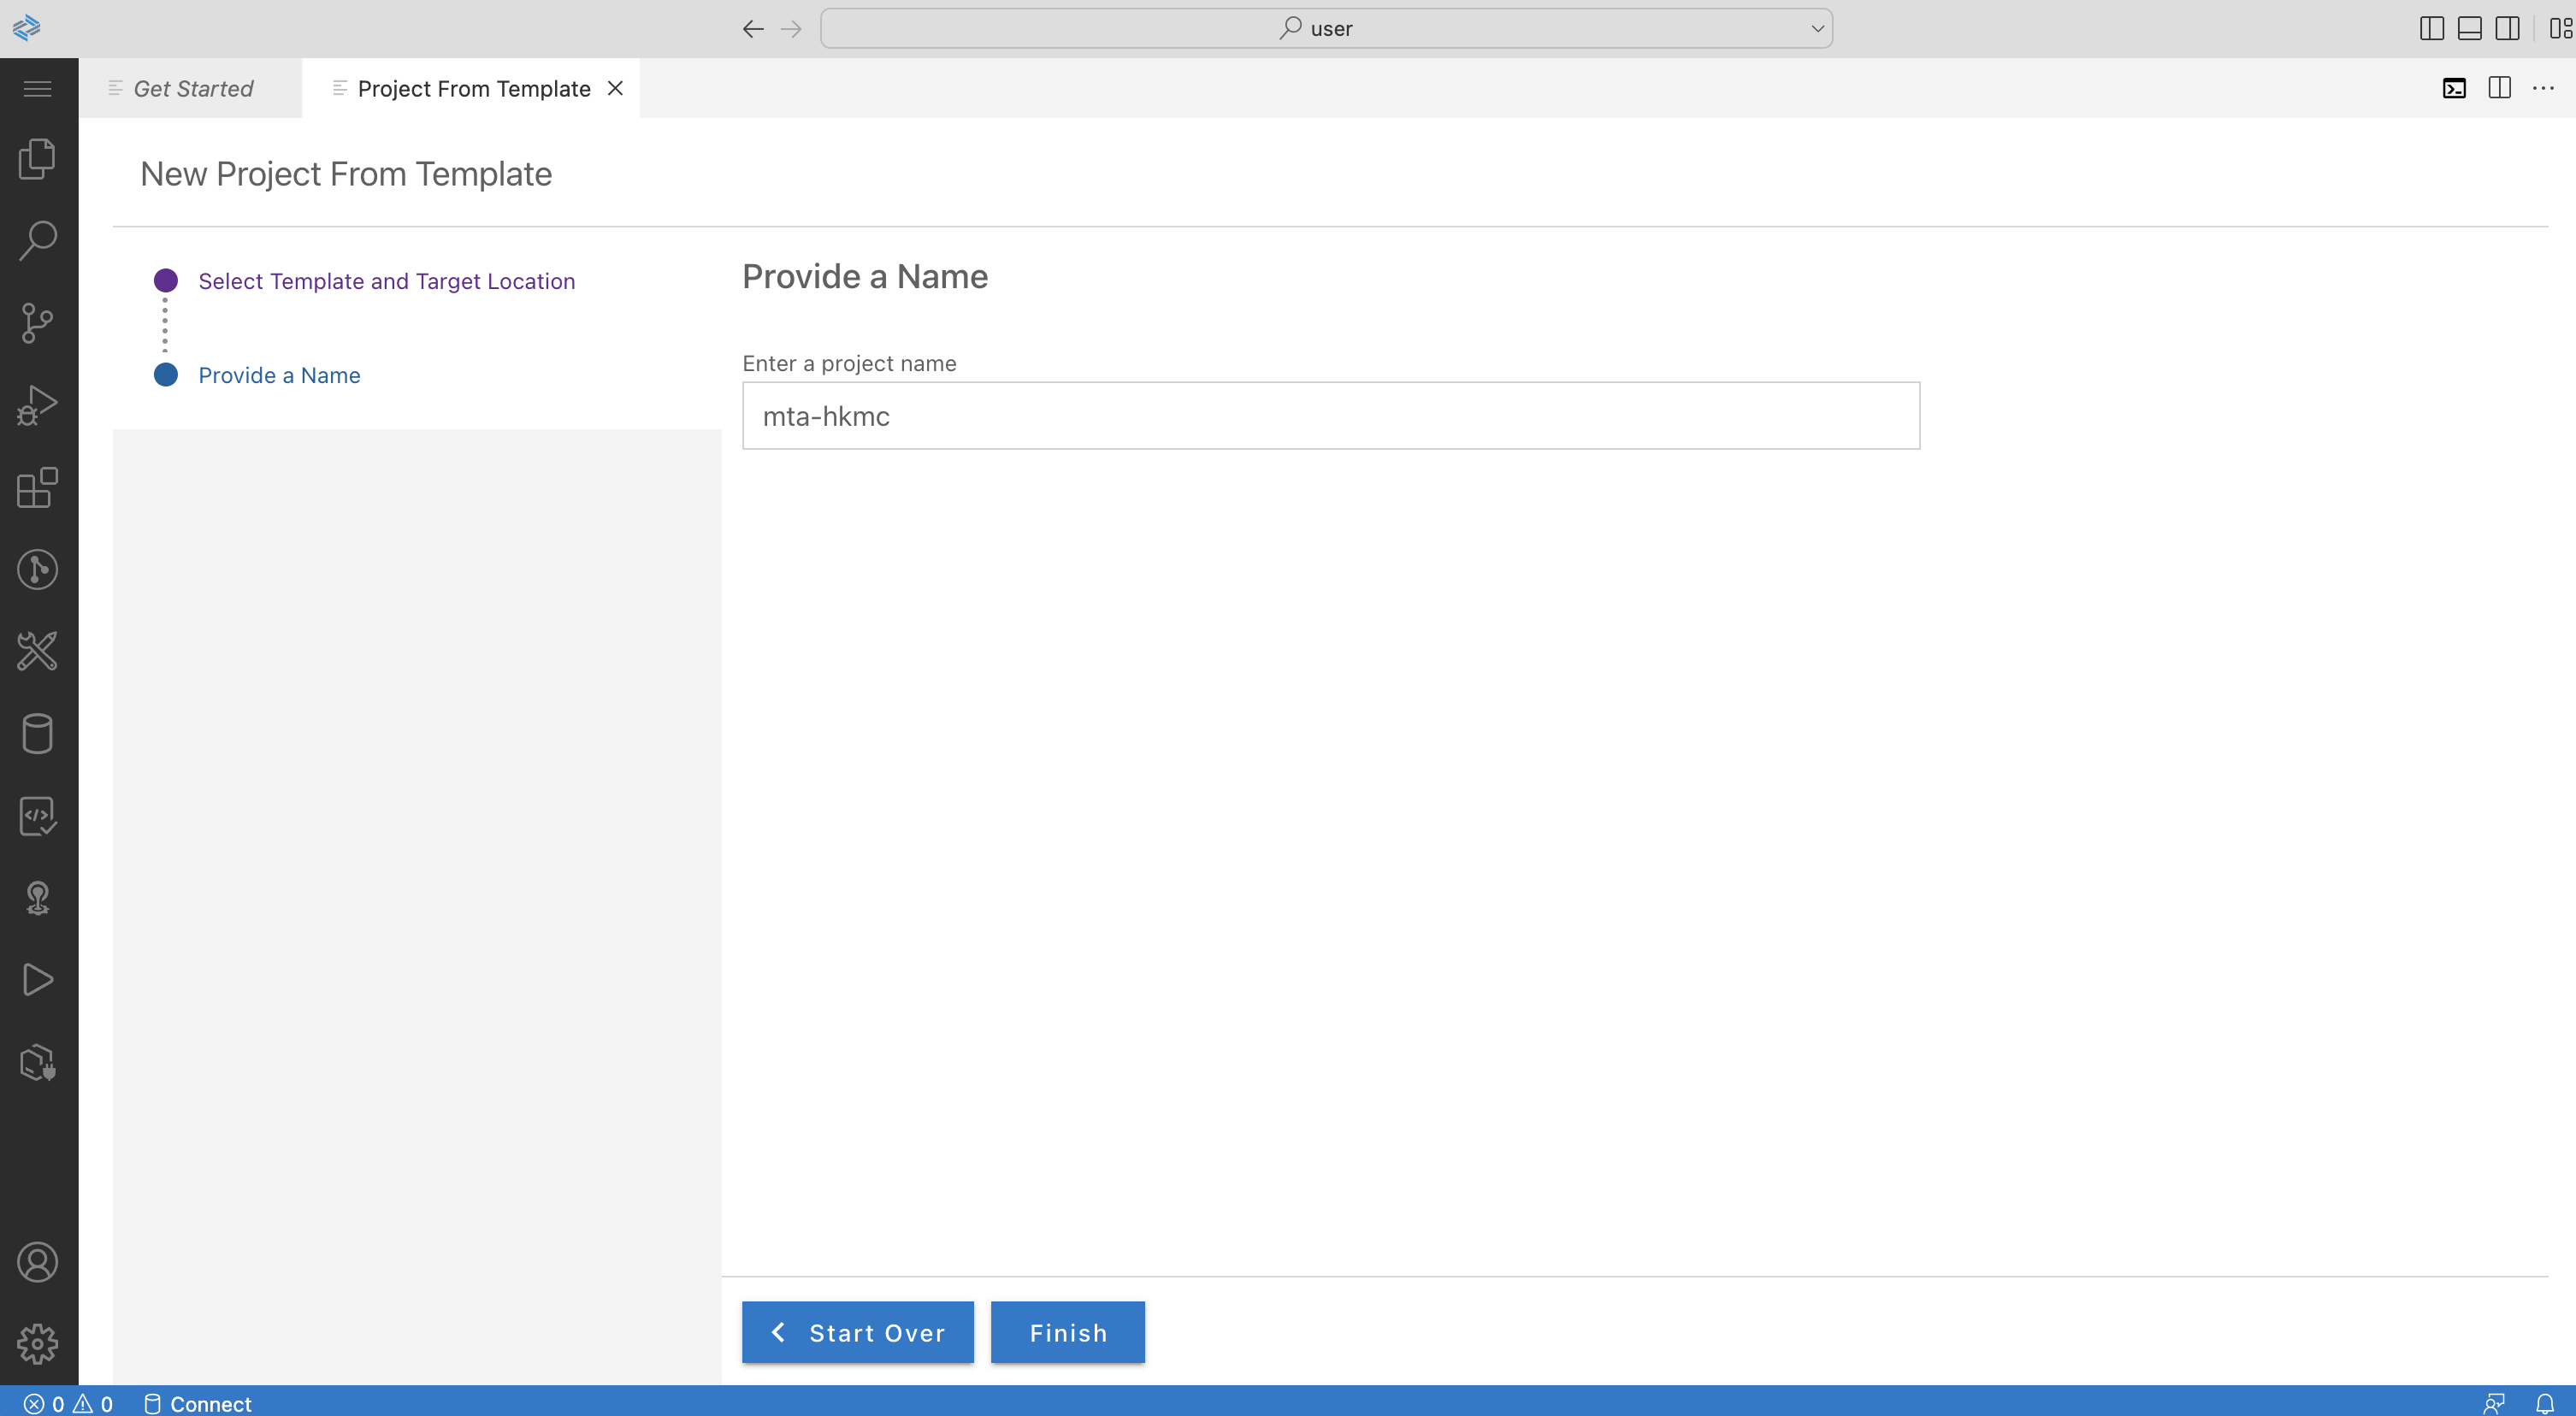 user
Get Started
Project From Template
New Project From Template
Select Template and Target Location
Provide a Name
Provide a Name
Enter a project name
mta-hkmc
Start Over
Finish
0 0 Connect